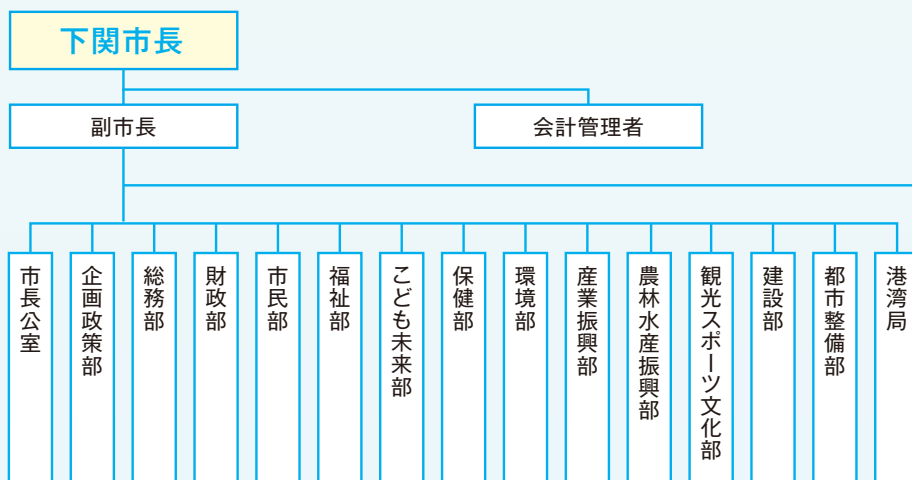 下関市長
副市長
会計管理者
市長公室
企画政策部
総務部
財政部
市民部
福祉部
こども未来部
保健部
環境部
産業振興部
農林水産振興部
観光スポーツ文化部
建設部
都市整備部
港湾局